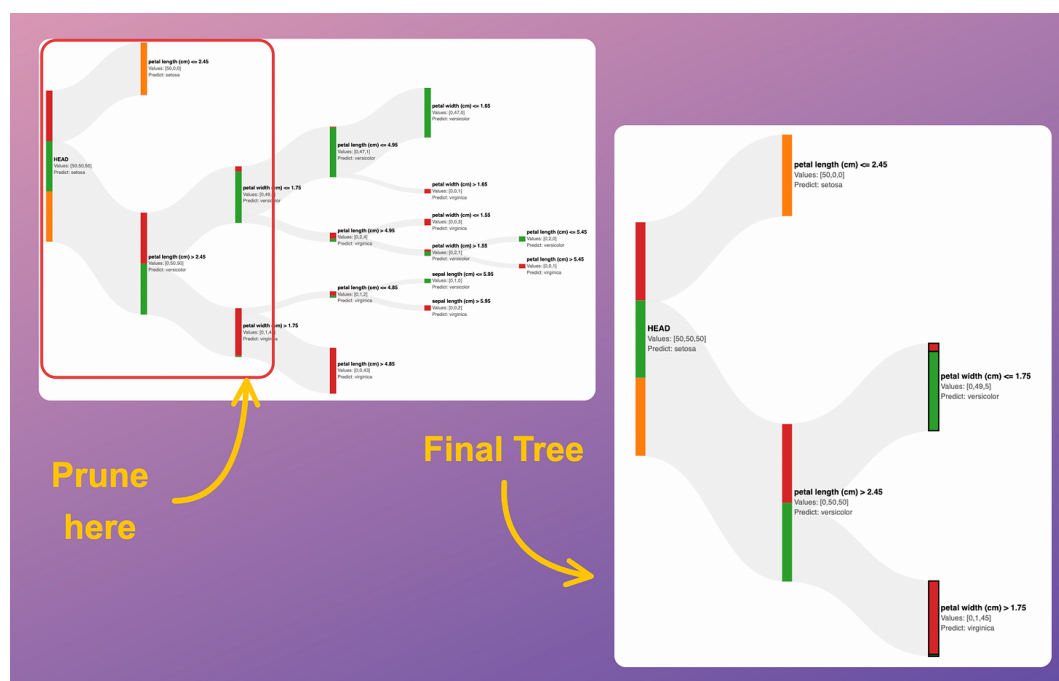 petal length (cm) <= 2.45
Values: [50,0,0]
Predict: setosa
HEAD
Values: [50,50,50]
Predict: setosa
petal length (cm) > 2.45
Values: [0,50,50]
Predict: versicolor
petal width (cm) <= 1.75
Values: [0,49,
Predict: versicolor
petal width (cm) > 1.75
Values: [0,1,4
Predict: virginica
petal length (cm) <= 4.95
Values: [0,47,1]
Predict: versicolor
petal length (cm) > 4.95
Values: [0,2,4]
Predict: virginica
petal length (cm) <= 4.85
Values: [0,1,2]
Predict: virginica
petal length (cm) > 4.85
Values: [0,0,43]
Predict: virginica
petal width (cm) <= 1.65
Values: [0,47,0]
Predict: versicolor
petal width (cm) > 1.65
Values: [0,0,1]
Predict: virginica
petal width (cm) <= 1.55
Values: [0,0,3]
Predict: virginica
petal width (cm) > 1.55
Values: [0,2,1]
Predict: versicolor
sepal length (cm) <= 5.95
Values: [0,1,0]
Predict: versicolor
sepal length (cm) > 5.95
Values: [0,0,2]
Predict: virginica
petal length (cm) <= 5.45
Values: [0,2,0]
Predict: versicolor
petal length (cm) > 5.45
Values: [0,0,1]
Predict: virginica
Prune
here
Final Tree
petal length (cm) <= 2.45
Values: [50,0,0]
Predict: setosa
HEAD
Values: [50,50,50]
Predict: setosa
petal length (cm) > 2.45
Values: [0,50,50]
Predict: versicolor
petal width (cm) <= 1.75
Values: [0,49,5]
Predict: versicolor
petal width (cm) > 1.75
Values: [0,1,45]
Predict: virginica